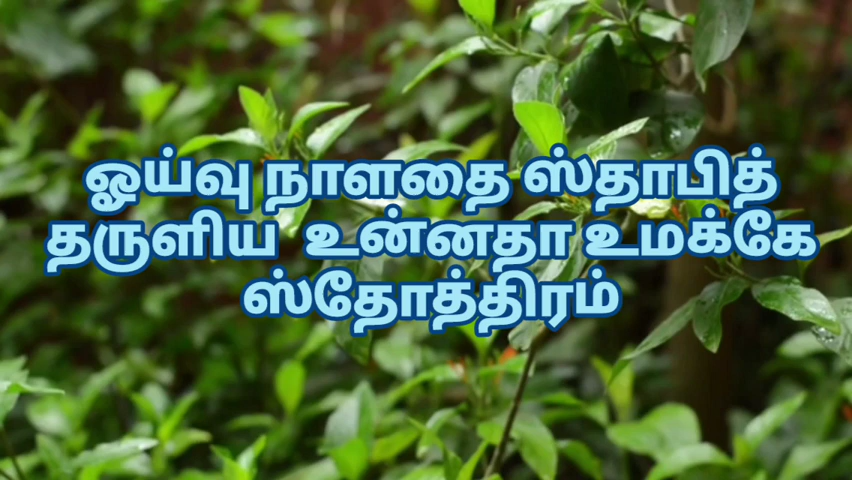 ஓய்வு நாளதை ஸ்தாபித்
தருளிய உன்னதா உமக்கே
ஸ்தோத்திரம்